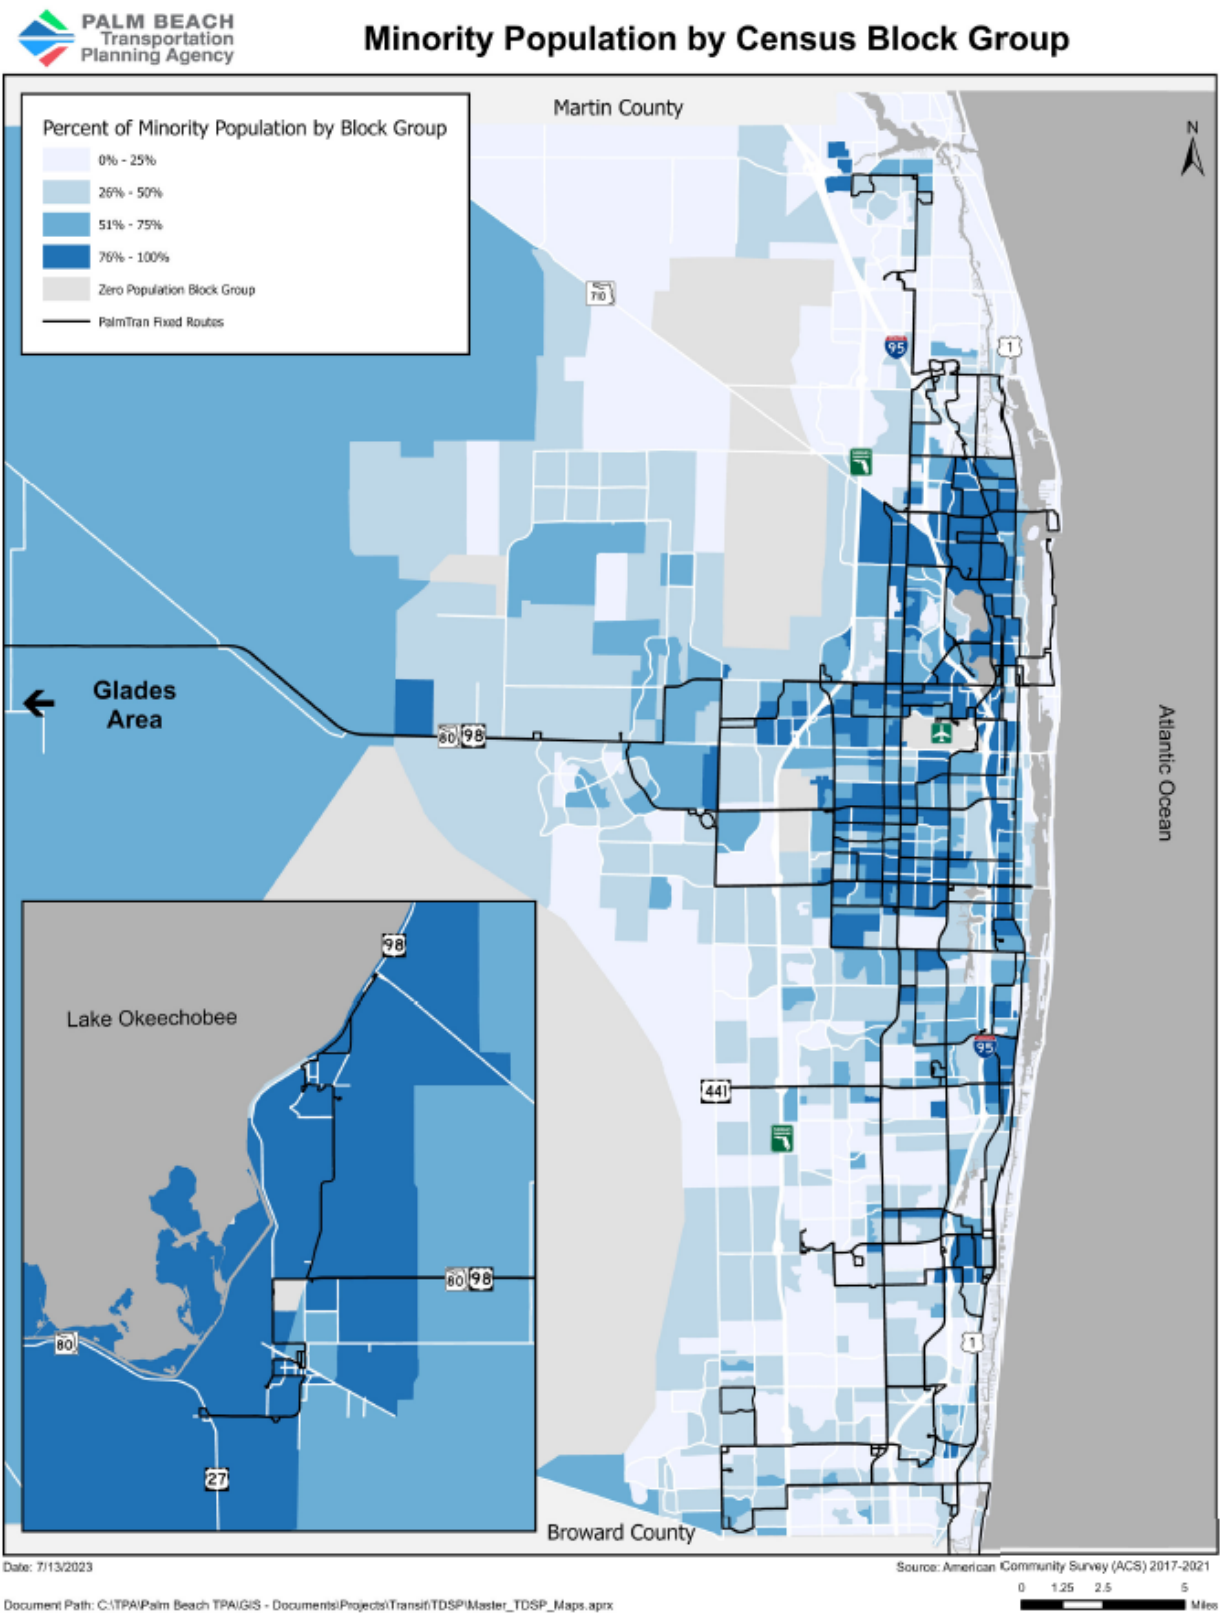 PALM BEACH
Transportation
Planning Agency
Minority Population by Census Block Group
Martin County
Percent of Minority Population by Block Group
0% - 25%
26% - 50%
51% - 75%
76% - 100%
Zero Population Block Group
PalmTran Fixed Routes
N
710
95
1
Glades
Area
80 98
Atlantic Ocean
98
Lake Okeechobee
95
441
80 98
80
1
27
Broward County
Date: 7/13/2023
Source: American Community Survey (ACS) 2017-2021
0 1.25 2.5 5
Miles
Document Path: C:\TPA\Palm Beach TPA\GIS - Documents\Projects\Transit\TDSP\Master_TDSP_Maps.aprx